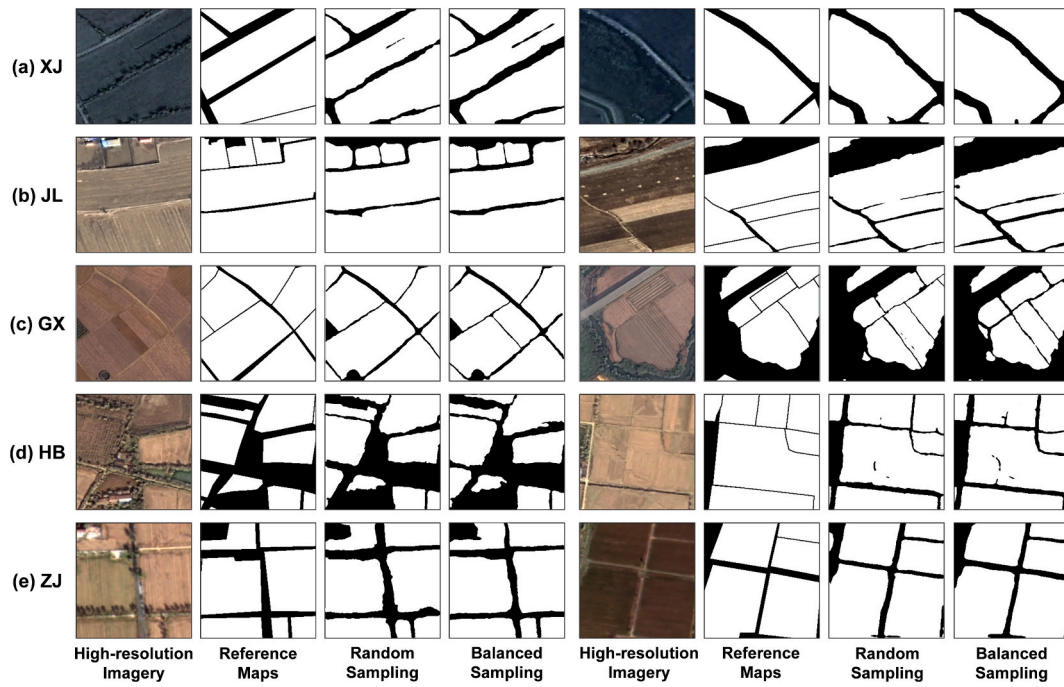 (a) XJ
(b) JL
(c) GX
(d) HB
(e) ZJ
High-resolution Imagery
Reference Maps
Random Sampling
Balanced Sampling
High-resolution Imagery
Reference Maps
Random Sampling
Balanced Sampling